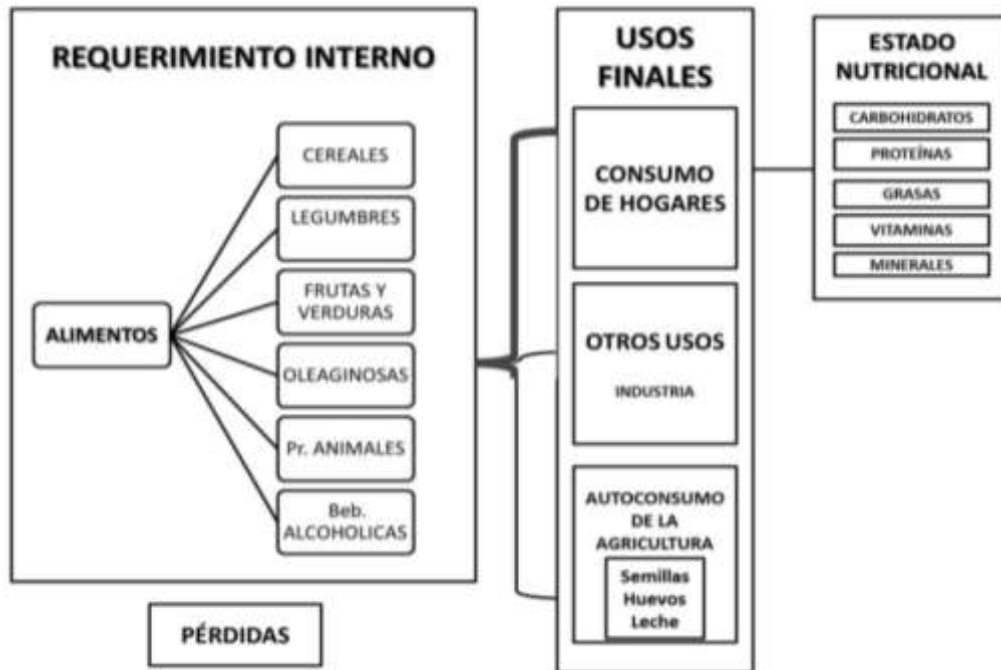 REQUERIMIENTO INTERNO
ALIMENTOS
CEREALES
LEGUMBRES
FRUTAS Y
VERDURAS
OLEAGINOSAS
Pr. ANIMALES
Beb.
ALCOHOLICAS
PÉRDIDAS
USOS
FINALES
CONSUMO
DE HOGARES
OTROS USOS
INDUSTRIA
AUTOCONSUMO
DE LA
AGRICULTURA
Semillas
Huevos
Leche
ESTADO
NUTRICIONAL
CARBOHIDRATOS
PROTEÍNAS
GRASAS
VITAMINAS
MINERALES